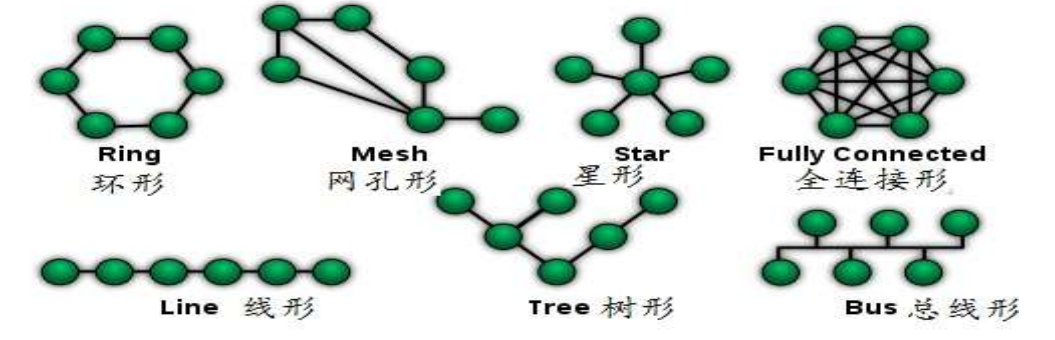 Ring
环形
Mesh
网孔形
Star
星形
Fully Connected
全连接形
Line 线形
Tree 树形
Bus 总线形